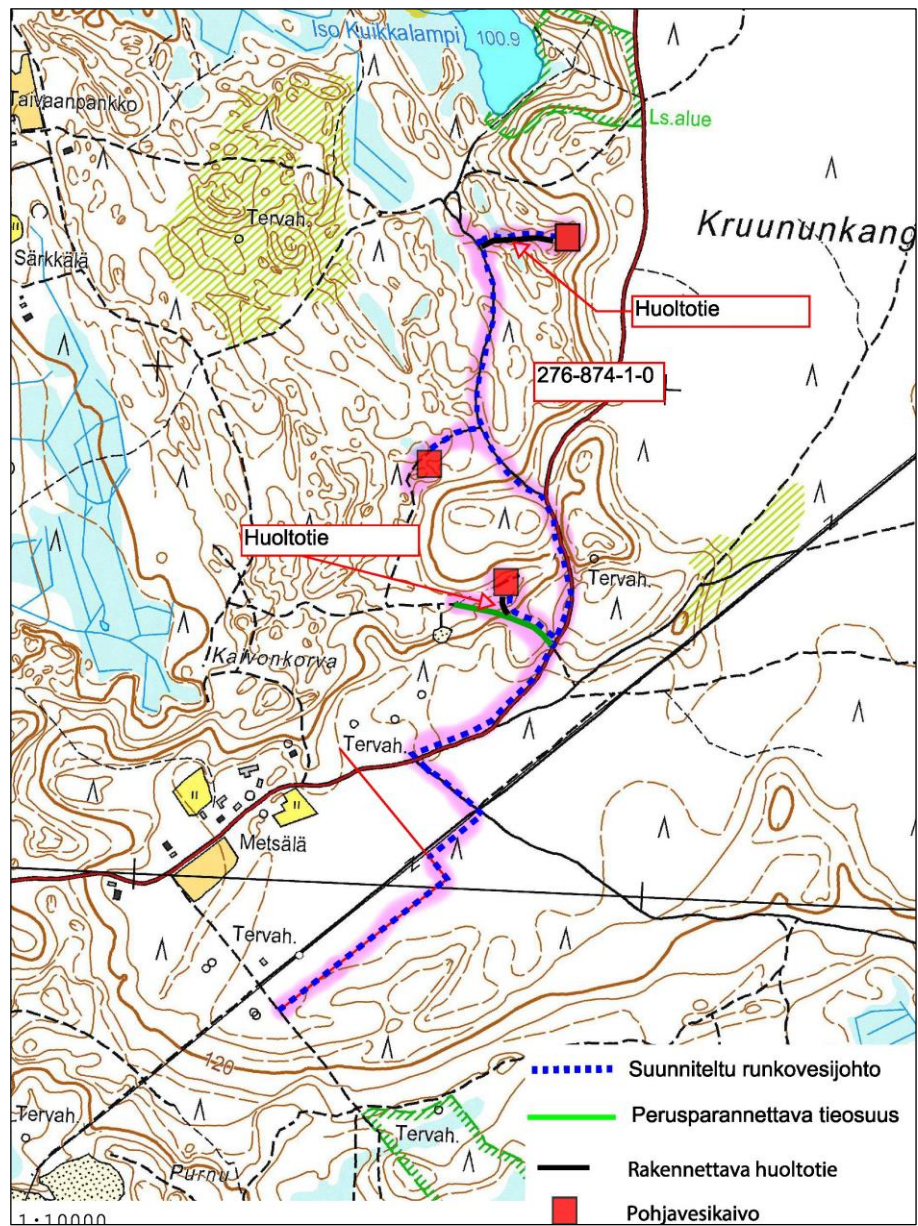 Iso Kuikkalampi 100.9
Taivaanpankko
Ls.alue
Tervah.
Kruununkang
Särkkälä
Huoltotie
276-874-1-0
Huoltotie
Tervah.
Kaivonkorva
Tervah.
Metsälä
Tervah.
120
Suunniteltu runkovesijohto
Perusparannettava tieosuus
Tervah.
Tervah.
Rakennettava huoltotie
Purnu
Pohjavesikaivo
1:10000